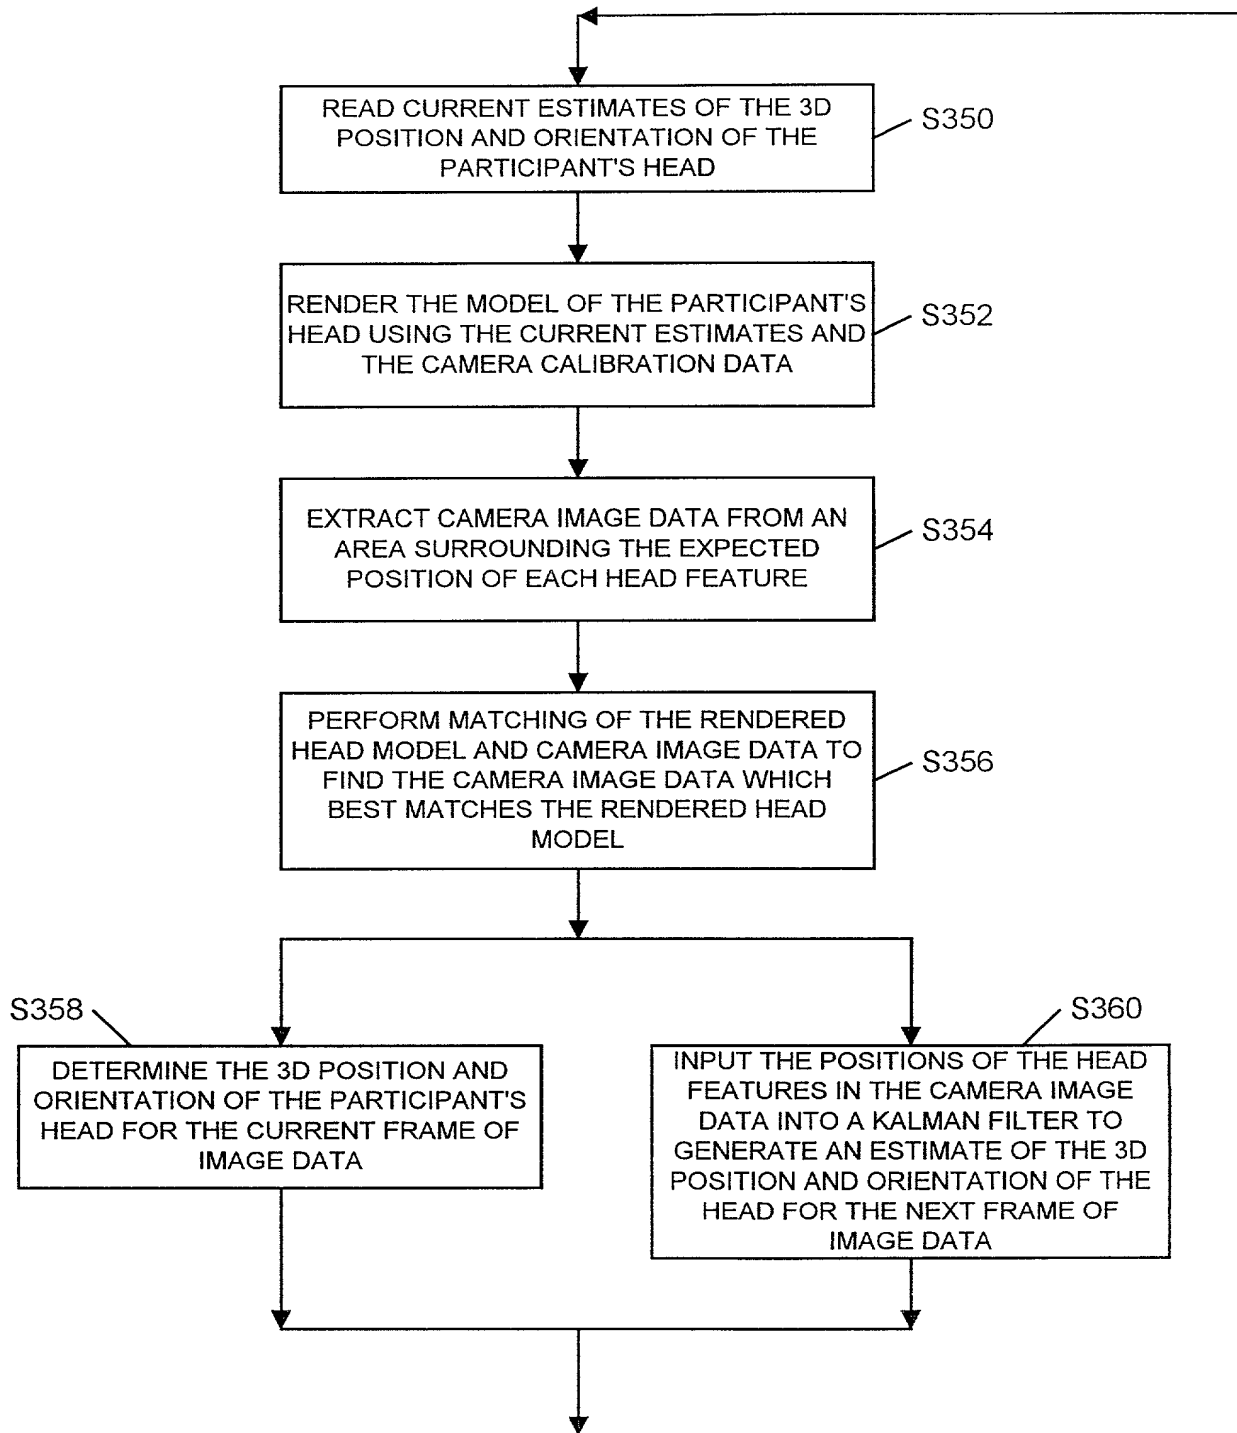 READ CURRENT ESTIMATES OF THE 3D
POSITION AND ORIENTATION OF THE
PARTICIPANT'S HEAD
S350
RENDER THE MODEL OF THE PARTICIPANT'S
HEAD USING THE CURRENT ESTIMATES AND
THE CAMERA CALIBRATION DATA
S352
EXTRACT CAMERA IMAGE DATA FROM AN
AREA SURROUNDING THE EXPECTED
POSITION OF EACH HEAD FEATURE
S354
PERFORM MATCHING OF THE RENDERED
HEAD MODEL AND CAMERA IMAGE DATA TO
FIND THE CAMERA IMAGE DATA WHICH
BEST MATCHES THE RENDERED HEAD
MODEL
S356
S358
DETERMINE THE 3D POSITION AND
ORIENTATION OF THE PARTICIPANT'S
HEAD FOR THE CURRENT FRAME OF
IMAGE DATA
S360
INPUT THE POSITIONS OF THE HEAD
FEATURES IN THE CAMERA IMAGE
DATA INTO A KALMAN FILTER TO
GENERATE AN ESTIMATE OF THE 3D
POSITION AND ORIENTATION OF THE
HEAD FOR THE NEXT FRAME OF
IMAGE DATA